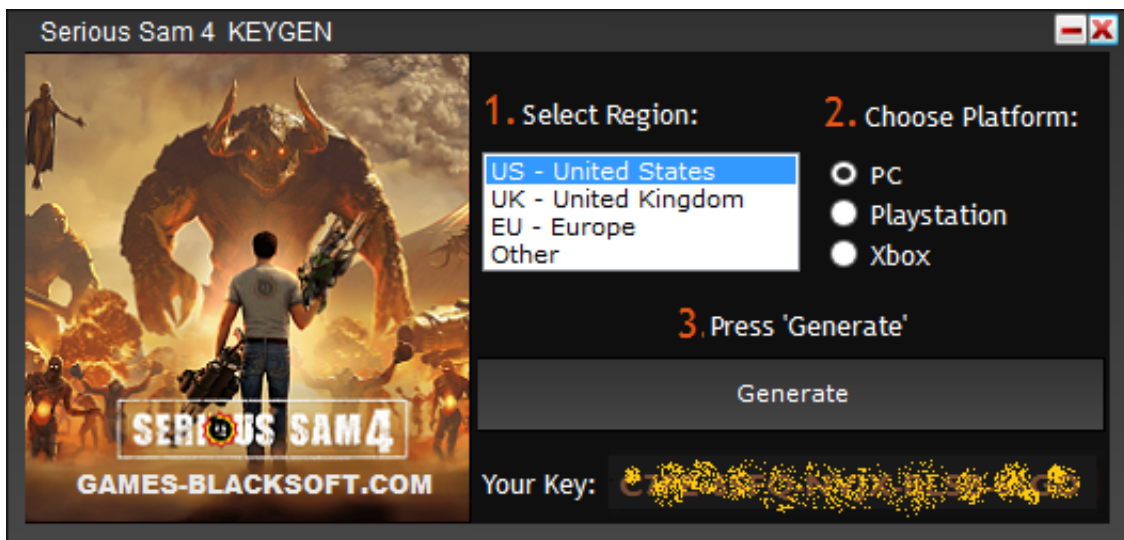 Serious Sam 4 KEYGEN
1. Select Region:
US - United States
UK - United Kingdom
EU - Europe
Other
2. Choose Platform:
PC
Playstation
Xbox
3. Press 'Generate'
Generate
SERIOUS SAM 4
GAMES-BLACKSOFT.COM
Your Key: